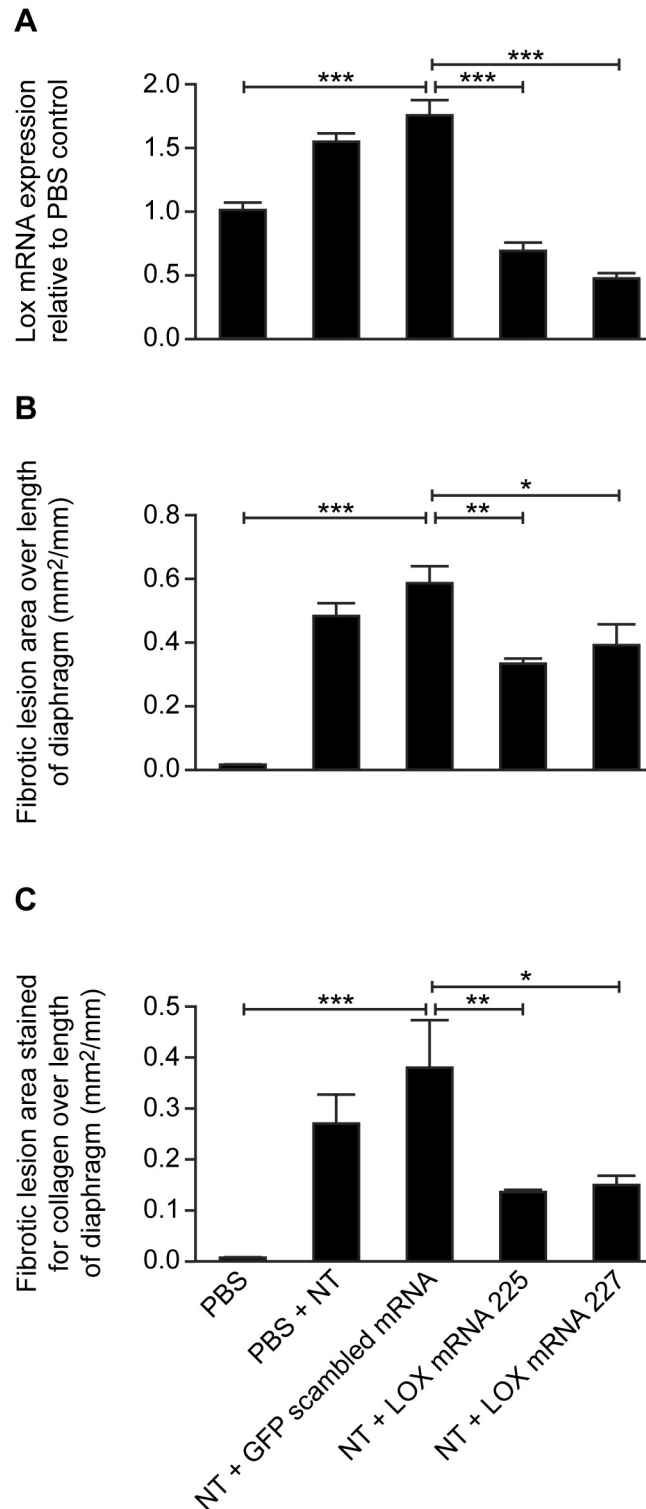 A
Lox mRNA expression
relative to PBS control
2.0
1.5
1.0
0.5
0.0
***
***
***
B
Fibrotic lesion area over length
of diaphragm (mm²/mm)
0.8
0.6
0.4
0.2
0.0
***
**
*
C
Fibrotic lesion area stained
for collagen over length
of diaphragm (mm²/mm)
0.5
0.4
0.3
0.2
0.1
0.0
***
**
*
PBS
PBS + NT
NT + GFP scambled mRNA
NT + LOX mRNA 225
NT + LOX mRNA 227